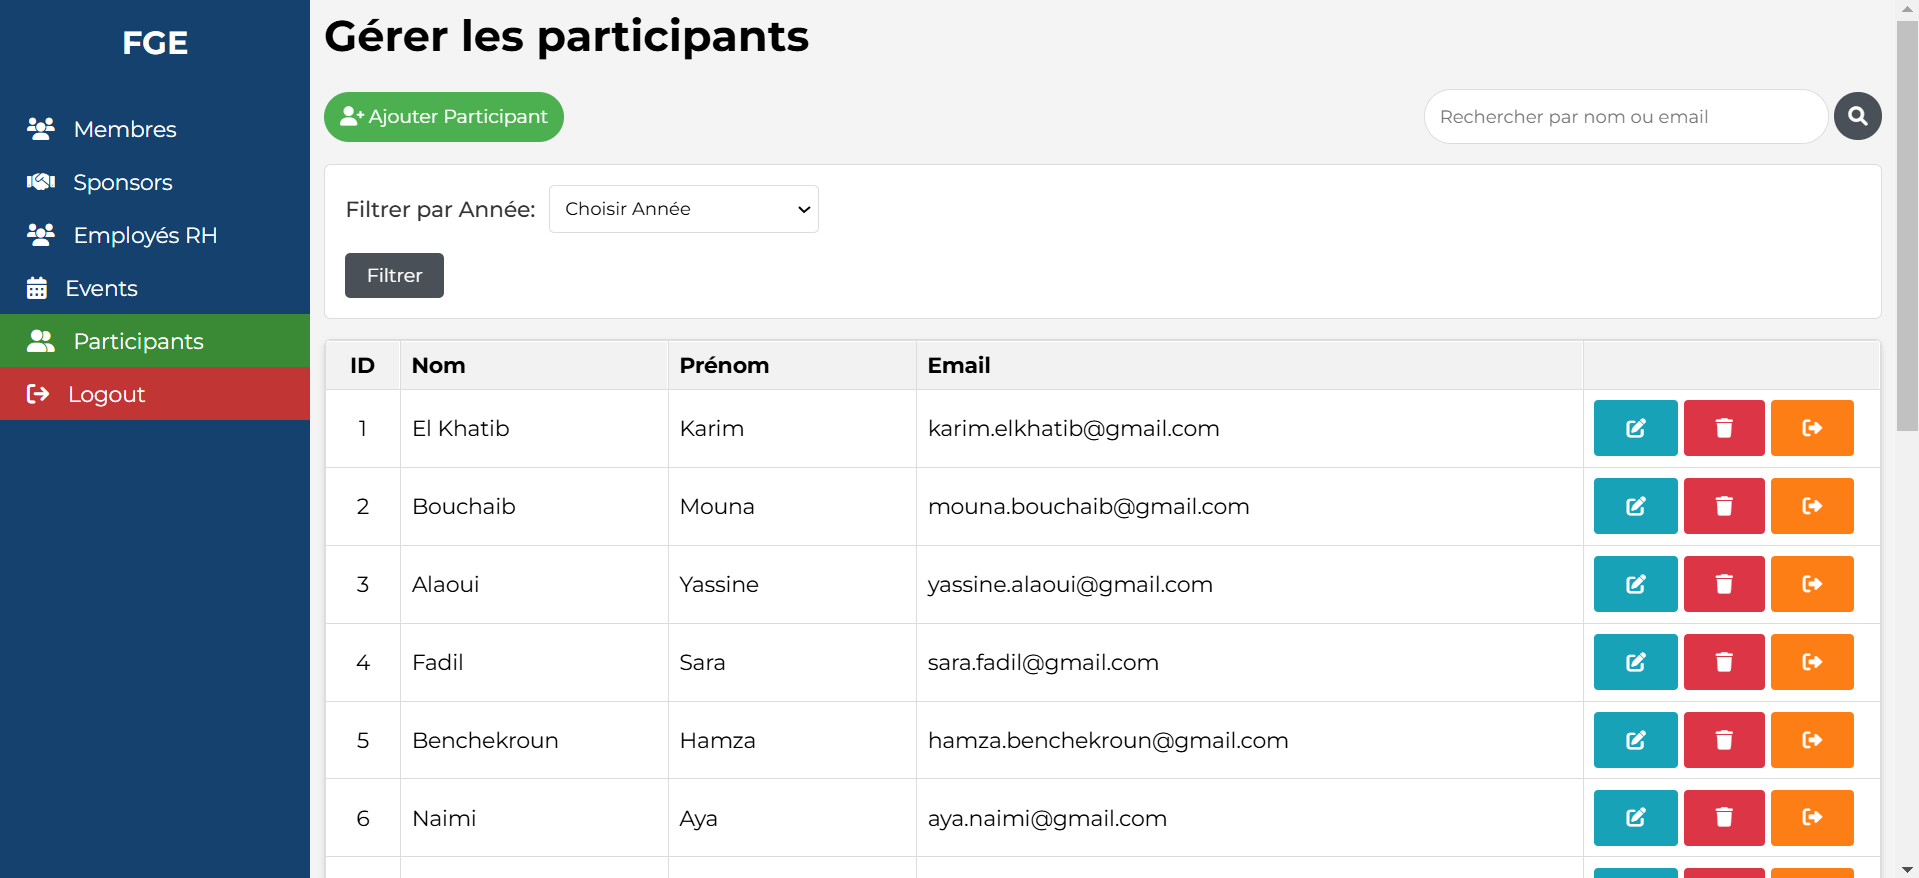 FGE
Membres
Sponsors
Employés RH
Events
Participants
Logout
Gérer les participants
Ajouter Participant
Rechercher par nom ou email
Filtrer par Année: Choisir Année
Filtrer
ID Nom Prénom Email
1 El Khatib Karim karim.elkhatib@gmail.com
2 Bouchaib Mouna mouna.bouchaib@gmail.com
3 Alaoui Yassine yassine.alaoui@gmail.com
4 Fadil Sara sara.fadil@gmail.com
5 Benchekroun Hamza hamza.benchekroun@gmail.com
6 Naimi Aya aya.naimi@gmail.com